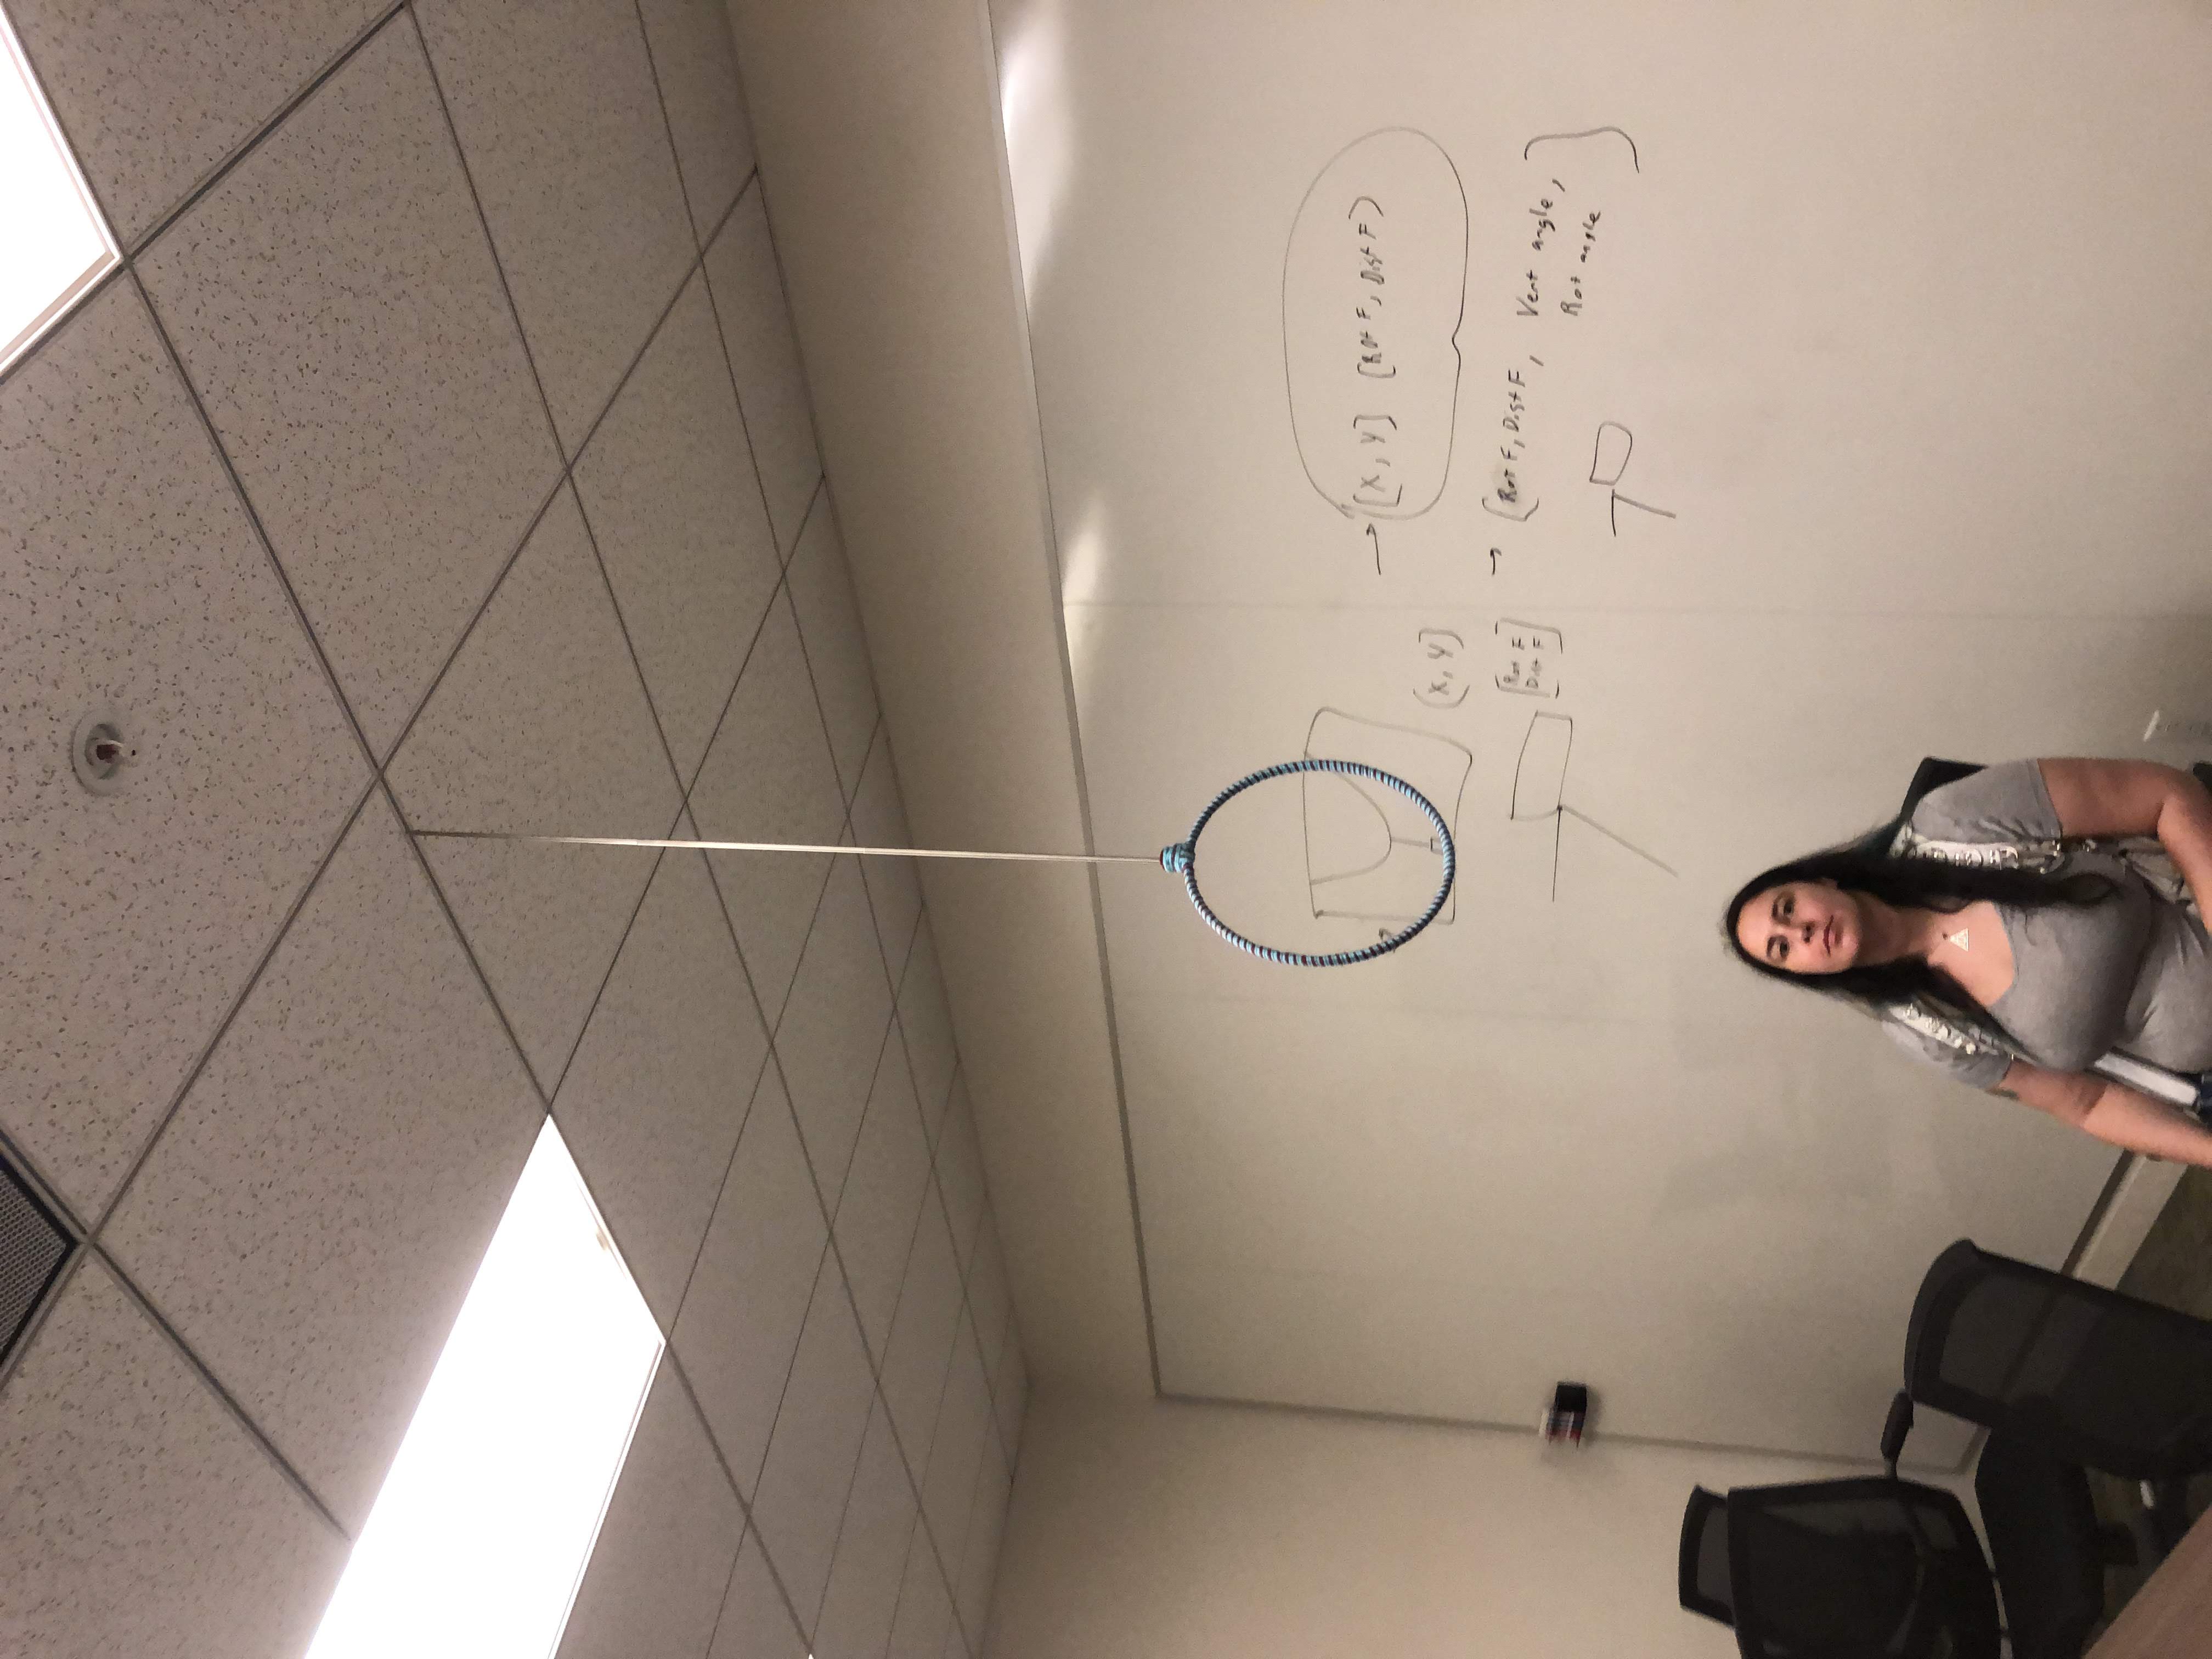 [X, Y] [Rot F, Dist F]
(X, Y]
[Rot F
Dist F]
[Rot F, Dist F, Vert angle,
Rot angle]